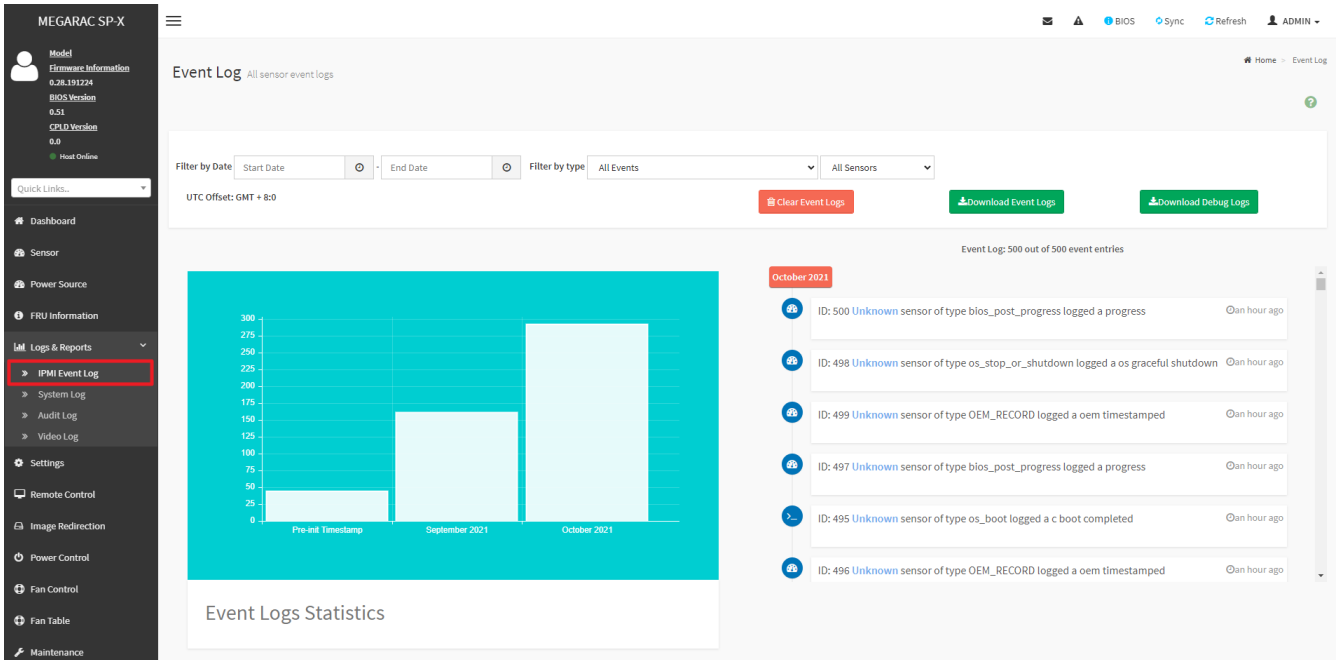 MEGARAC SP-X
BIOS
Sync
Refresh
ADMIN
Model
Firmware Information
0.28.191224
BIOS Version
0.51
CPLD Version
0.0
Host Online
Quick Links..
Dashboard
Sensor
Power Source
FRU Information
Logs & Reports
» IPMI Event Log
» System Log
» Audit Log
» Video Log
Settings
Remote Control
Image Redirection
Power Control
Fan Control
Fan Table
Maintenance
Event Log All sensor event logs
Home > Event Log
Filter by Date Start Date - End Date Filter by type All Events All Sensors
UTC Offset: GMT + 8:0
Clear Event Logs
Download Event Logs
Download Debug Logs
Event Log: 500 out of 500 event entries
300
275
250
225
200
175
150
125
100
75
50
25
0
Pre-init Timestamp September 2021 October 2021
Event Logs Statistics
October 2021
ID: 500 Unknown sensor of type bios_post_progress logged a progress an hour ago
ID: 498 Unknown sensor of type os_stop_or_shutdown logged a os graceful shutdown an hour ago
ID: 499 Unknown sensor of type OEM_RECORD logged a oem timestamped an hour ago
ID: 497 Unknown sensor of type bios_post_progress logged a progress an hour ago
ID: 495 Unknown sensor of type os_boot logged a c boot completed an hour ago
ID: 496 Unknown sensor of type OEM_RECORD logged a oem timestamped an hour ago